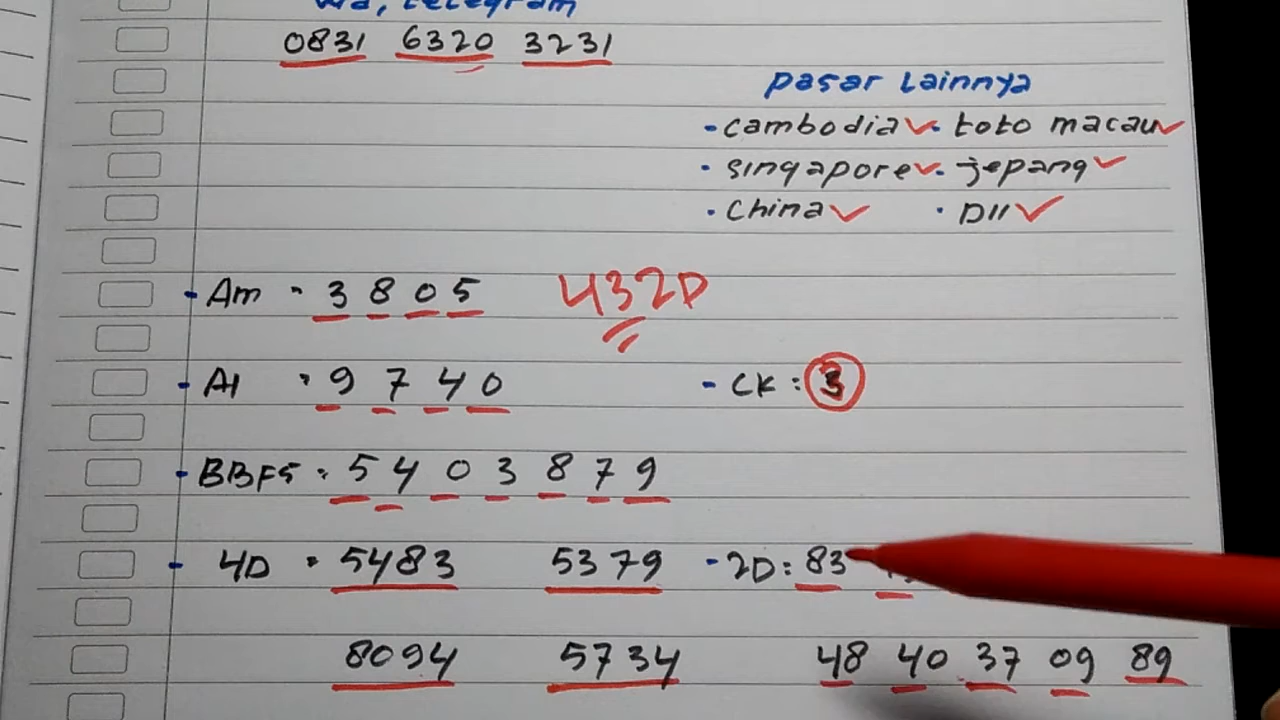 wa, telegram
0831 6320 3231
Pasar Lainnya
• Cambodia ✓ • toto macau ✓
• Singapore ✓ • Jepang ✓
• China ✓ • Dll ✓
- Am = 3 8 0 5 432D
- AI = 9 7 4 0 - CK : 3
- BBFS = 5 4 0 3 8 7 9
- 4D = 5483 5379 - 2D : 83
8094 5734 48 40 37 09 89